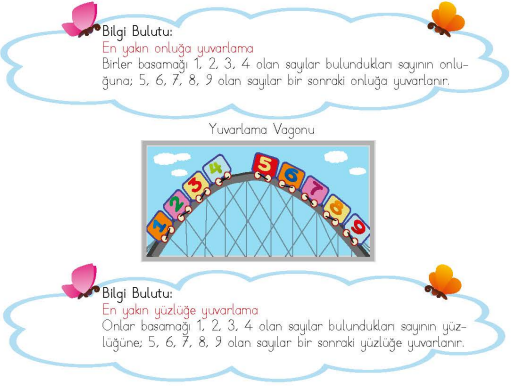 Bilgi Bulutu:
En yakın onluğa yuvarlama
Birler basamağı 1, 2, 3, 4 olan sayılar bulundukları sayının onlu-
ğuna; 5, 6, 7, 8, 9 olan sayılar bir sonraki onluğa yuvarlanır.
Yuvarlama Vagonu
1 2 3 4 5 6 7 8 9
Bilgi Bulutu:
En yakın yüzlüğe yuvarlama
Onlar basamağı 1, 2, 3, 4 olan sayılar bulundukları sayının yüz-
lüğüne; 5, 6, 7, 8, 9 olan sayılar bir sonraki yüzlüğe yuvarlanır.